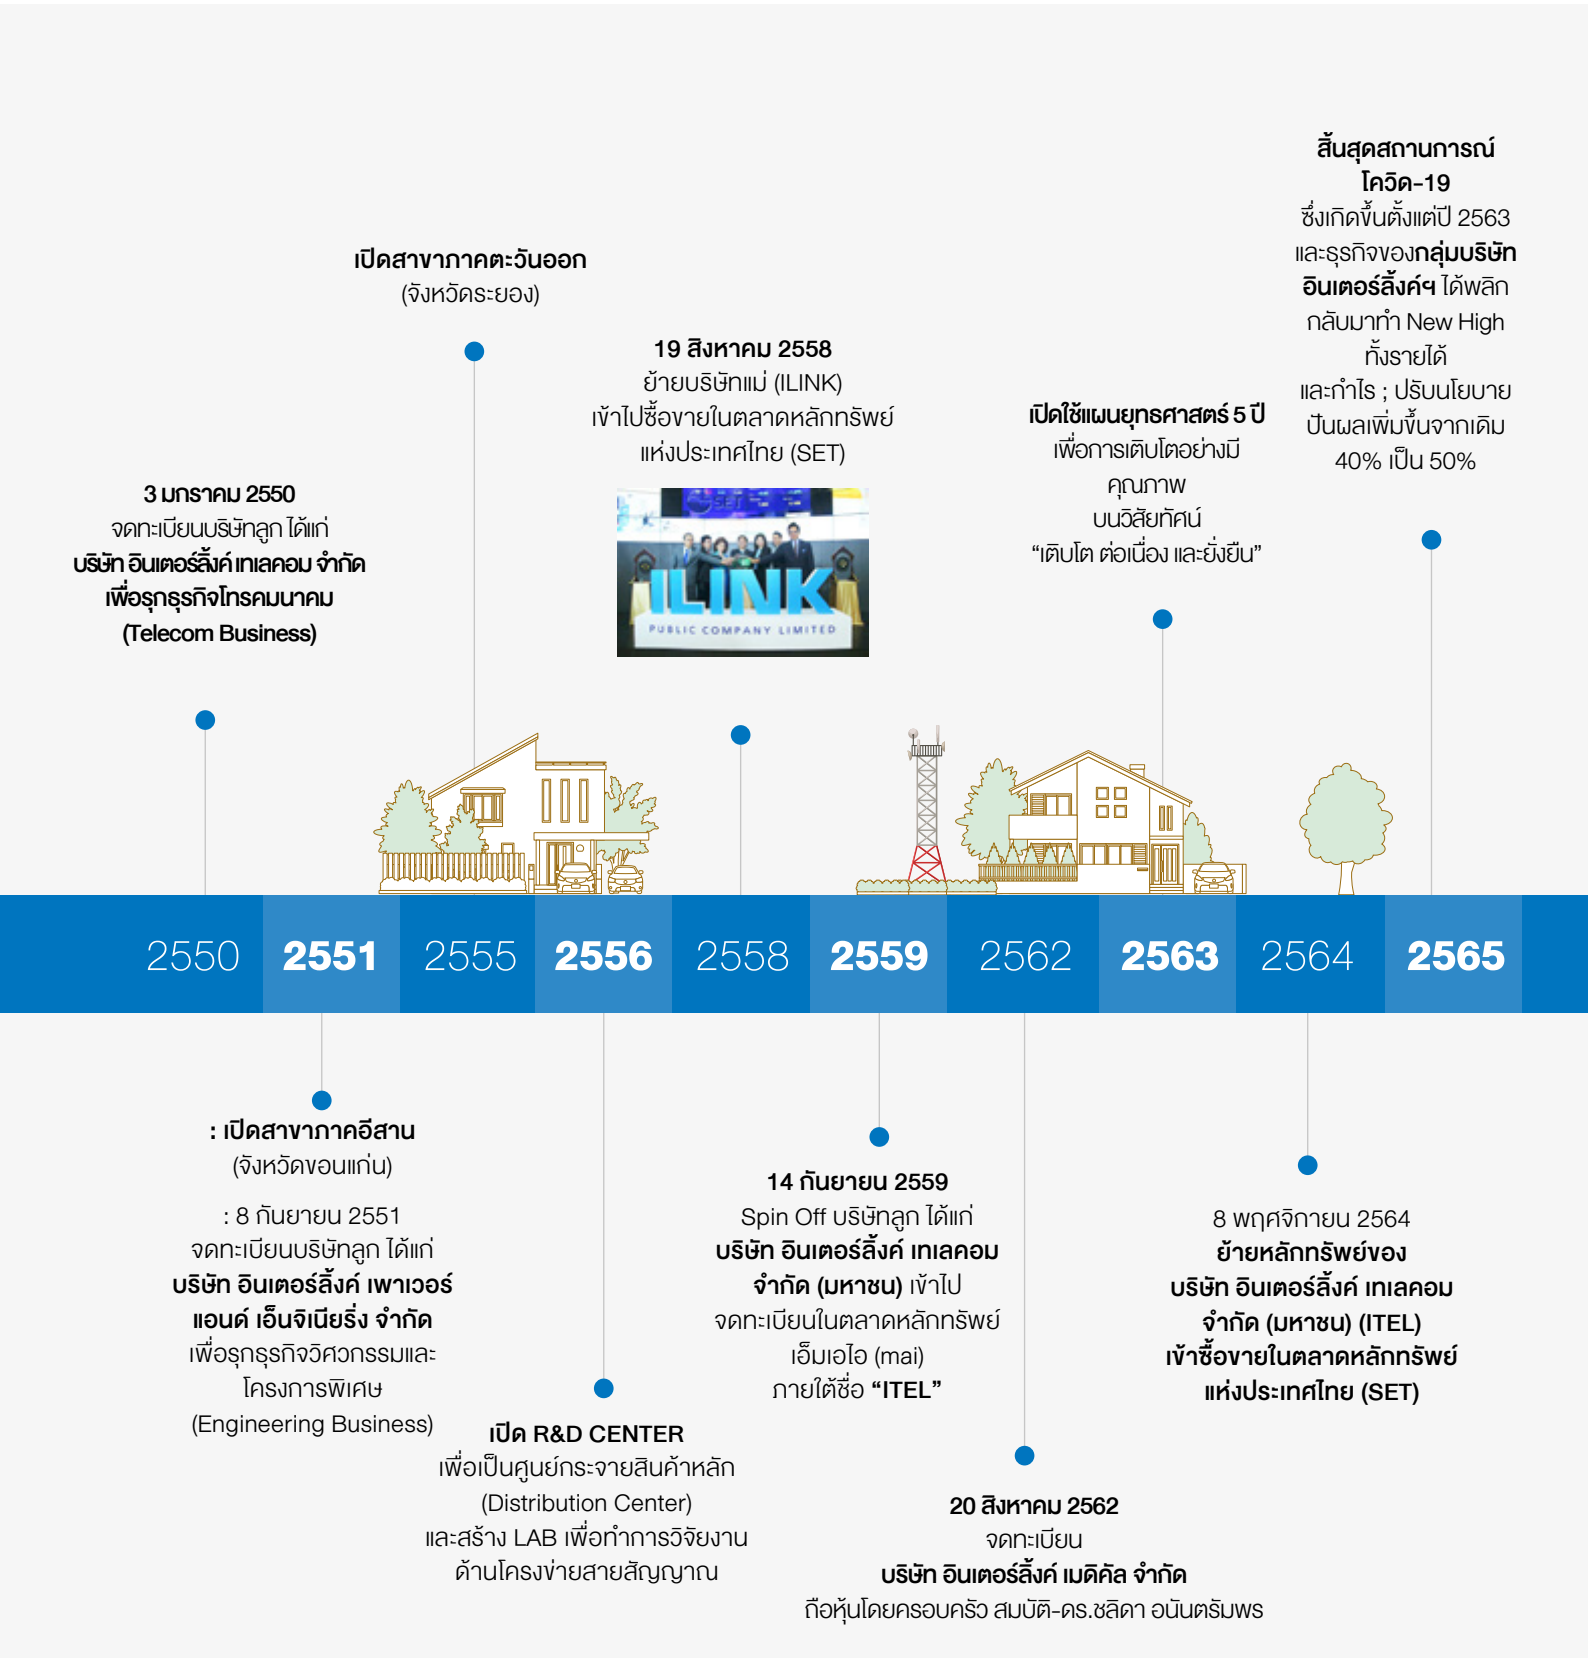 สิ้นสุดสถานการณ์
โควิด-19
ซึ่งเกิดขึ้นตั้งแต่ปี 2563
และธุรกิจของกลุ่มบริษัท
อินเตอร์ลิ้งค์ฯ ได้พลิก
กลับมาทำ New High
ทั้งรายได้
และกำไร ; ปรับนโยบาย
ปันผลเพิ่มขึ้นจากเดิม
40% เป็น 50%
เปิดสาขาภาคตะวันออก
(จังหวัดระยอง)
19 สิงหาคม 2558
ย้ายบริษัทแม่ (ILINK)
เข้าไปซื้อขายในตลาดหลักทรัพย์
แห่งประเทศไทย (SET)
SET
ILINK
PUBLIC COMPANY LIMITED
เปิดใช้แผนยุทธศาสตร์ 5 ปี
เพื่อการเติบโตอย่างมี
คุณภาพ
บนวิสัยทัศน์
“เติบโต ต่อเนื่อง และยั่งยืน”
3 มกราคม 2550
จดทะเบียนบริษัทลูก ได้แก่
บริษัท อินเตอร์ลิ้งค์ เทเลคอม จำกัด
เพื่อรุกธุรกิจโทรคมนาคม
(Telecom Business)
2550 2551 2555 2556 2558 2559 2562 2563 2564 2565
: เปิดสาขาภาคอีสาน
(จังหวัดขอนแก่น)
: 8 กันยายน 2551
จดทะเบียนบริษัทลูก ได้แก่
บริษัท อินเตอร์ลิ้งค์ เพาเวอร์
แอนด์ เอ็นจิเนียริ่ง จำกัด
เพื่อรุกธุรกิจวิศวกรรมและ
โครงการพิเศษ
(Engineering Business)
เปิด R&D CENTER
เพื่อเป็นศูนย์กระจายสินค้าหลัก
(Distribution Center)
และสร้าง LAB เพื่อทำการวิจัยงาน
ด้านโครงข่ายสายสัญญาณ
14 กันยายน 2559
Spin Off บริษัทลูก ได้แก่
บริษัท อินเตอร์ลิ้งค์ เทเลคอม
จำกัด (มหาชน) เข้าไป
จดทะเบียนในตลาดหลักทรัพย์
เอ็มเอไอ (mai)
ภายใต้ชื่อ “ITEL”
20 สิงหาคม 2562
จดทะเบียน
บริษัท อินเตอร์ลิ้งค์ เมดิคัล จำกัด
ถือหุ้นโดยครอบครัว สมบัติ-ดร.ชลิดา อนันตรัมพร
8 พฤศจิกายน 2564
ย้ายหลักทรัพย์ของ
บริษัท อินเตอร์ลิ้งค์ เทเลคอม
จำกัด (มหาชน) (ITEL)
เข้าซื้อขายในตลาดหลักทรัพย์
แห่งประเทศไทย (SET)